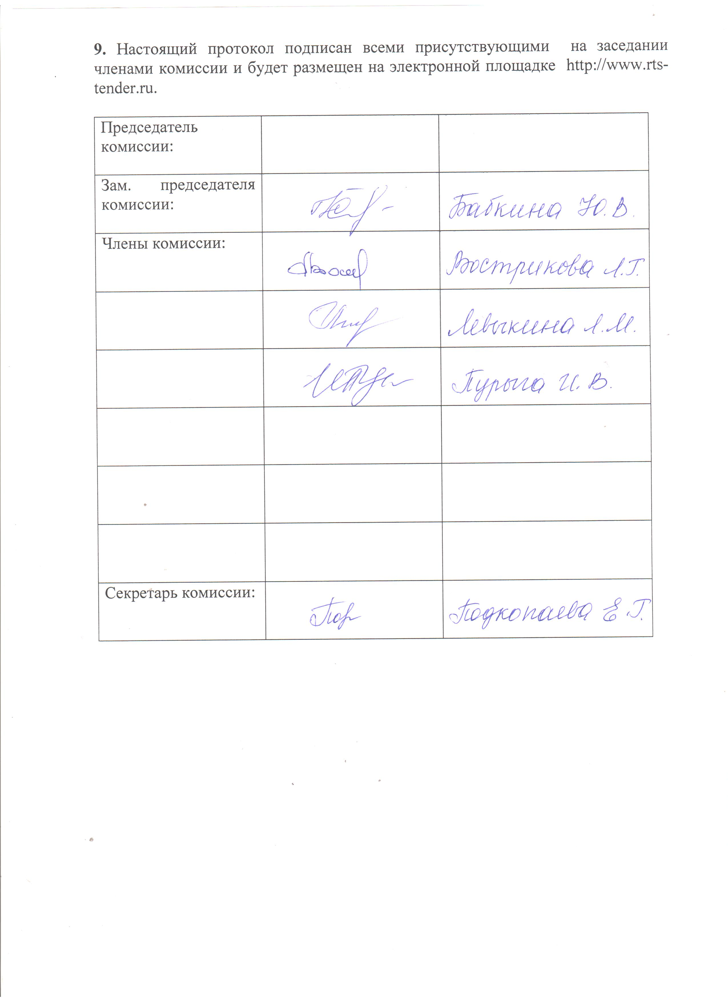 9. Настоящий протокол подписан всеми присутствующими на заседании
членами комиссии и будет размещен на электронной площадке http://www.rts-
tender.ru.
Председатель
комиссии:
Зам. председателя
комиссии:
Бабкина Ю. В.
Члены комиссии:
Вострикова Л.Г.
Левыкина Л.М.
Пурыга И. В.
Секретарь комиссии:
Подкопаева Е.Г.